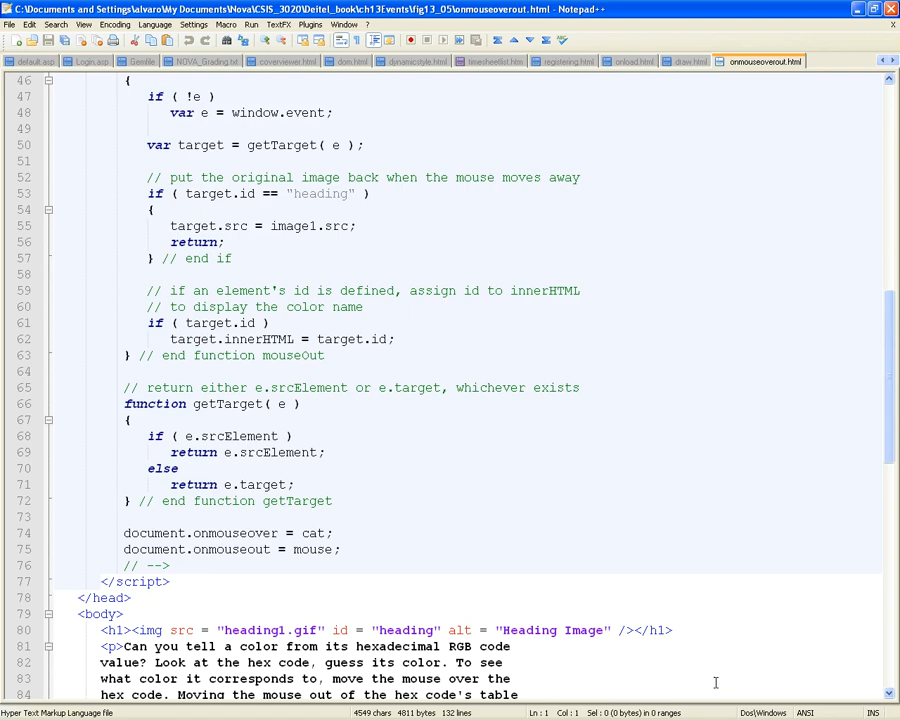 C:\Documents and Settings\alvaro\My Documents\Nova\CSIS_3020\Deitel_book\ch13Events\fig13_05\onmouseoverout.html - Notepad++
File Edit Search View Encoding Language Settings Macro Run TextFX Plugins Window ? X
default.asp Login.asp Gemfile NOVA_Grading.txt coverviewer.html dom.html dynamicstyle.html timesheetlist.htm registering.html onload.html draw.html onmouseoverout.html
46 {
47 if ( !e )
48 var e = window.event;
49
50 var target = getTarget( e );
51
52 // put the original image back when the mouse moves away
53 if ( target.id == "heading" )
54 {
55 target.src = image1.src;
56 return;
57 } // end if
58
59 // if an element's id is defined, assign id to innerHTML
60 // to display the color name
61 if ( target.id )
62 target.innerHTML = target.id;
63 } // end function mouseOut
64
65 // return either e.srcElement or e.target, whichever exists
66 function getTarget( e )
67 {
68 if ( e.srcElement )
69 return e.srcElement;
70 else
71 return e.target;
72 } // end function getTarget
73
74 document.onmouseover = cat;
75 document.onmouseout = mouse;
76 // -->
77 </script>
78 </head>
79 <body>
80 <h1><img src = "heading1.gif" id = "heading" alt = "Heading Image" /></h1>
81 <p>Can you tell a color from its hexadecimal RGB code
82 value? Look at the hex code, guess its color. To see
83 what color it corresponds to, move the mouse over the
84 hex code. Moving the mouse out of the hex code's table
Hyper Text Markup Language file 4549 chars 4811 bytes 132 lines Ln : 1 Col : 1 Sel : 0 (0 bytes) in 0 ranges Dos\Windows ANSI INS